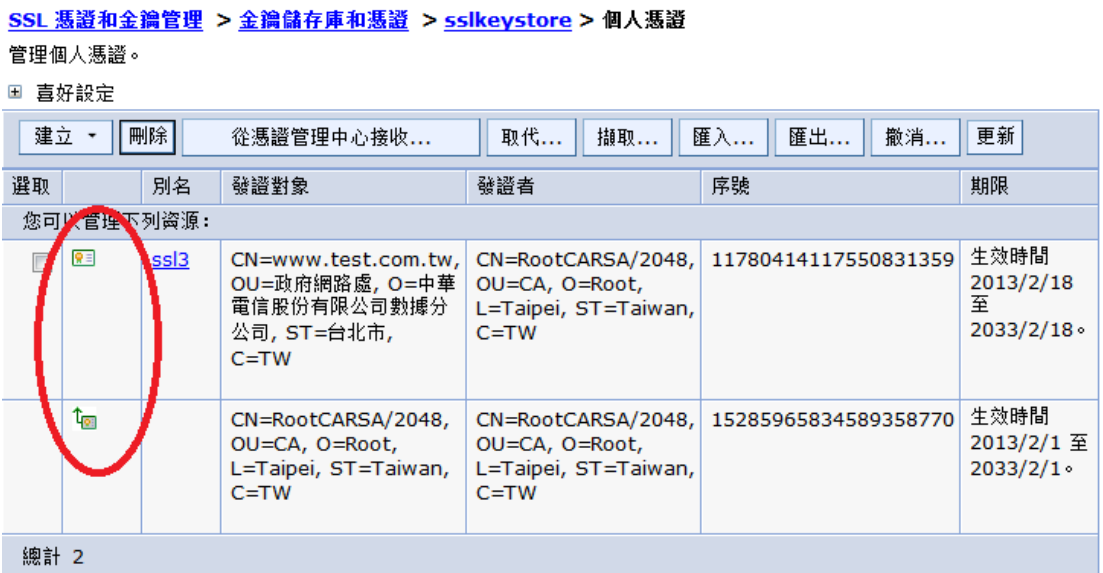 SSL 憑證和金鑰管理 > 金鑰儲存庫和憑證 > sslkeystore > 個人憑證
管理個人憑證。
喜好設定
建立 刪除 從憑證管理中心接收... 取代... 擷取... 匯入... 匯出... 撤消... 更新
選取 別名 發證對象 發證者 序號 期限
您可以管理下列資源：
ssl3
CN=www.test.com.tw,
OU=政府網路處, O=中華
電信股份有限公司數據分
公司, ST=台北市,
C=TW
CN=RootCARSA/2048,
OU=CA, O=Root,
L=Taipei, ST=Taiwan,
C=TW
11780414117550831359
生效時間
2013/2/18
至
2033/2/18。
CN=RootCARSA/2048,
OU=CA, O=Root,
L=Taipei, ST=Taiwan,
C=TW
CN=RootCARSA/2048,
OU=CA, O=Root,
L=Taipei, ST=Taiwan,
C=TW
15285965834589358770
生效時間
2013/2/1 至
2033/2/1。
總計 2